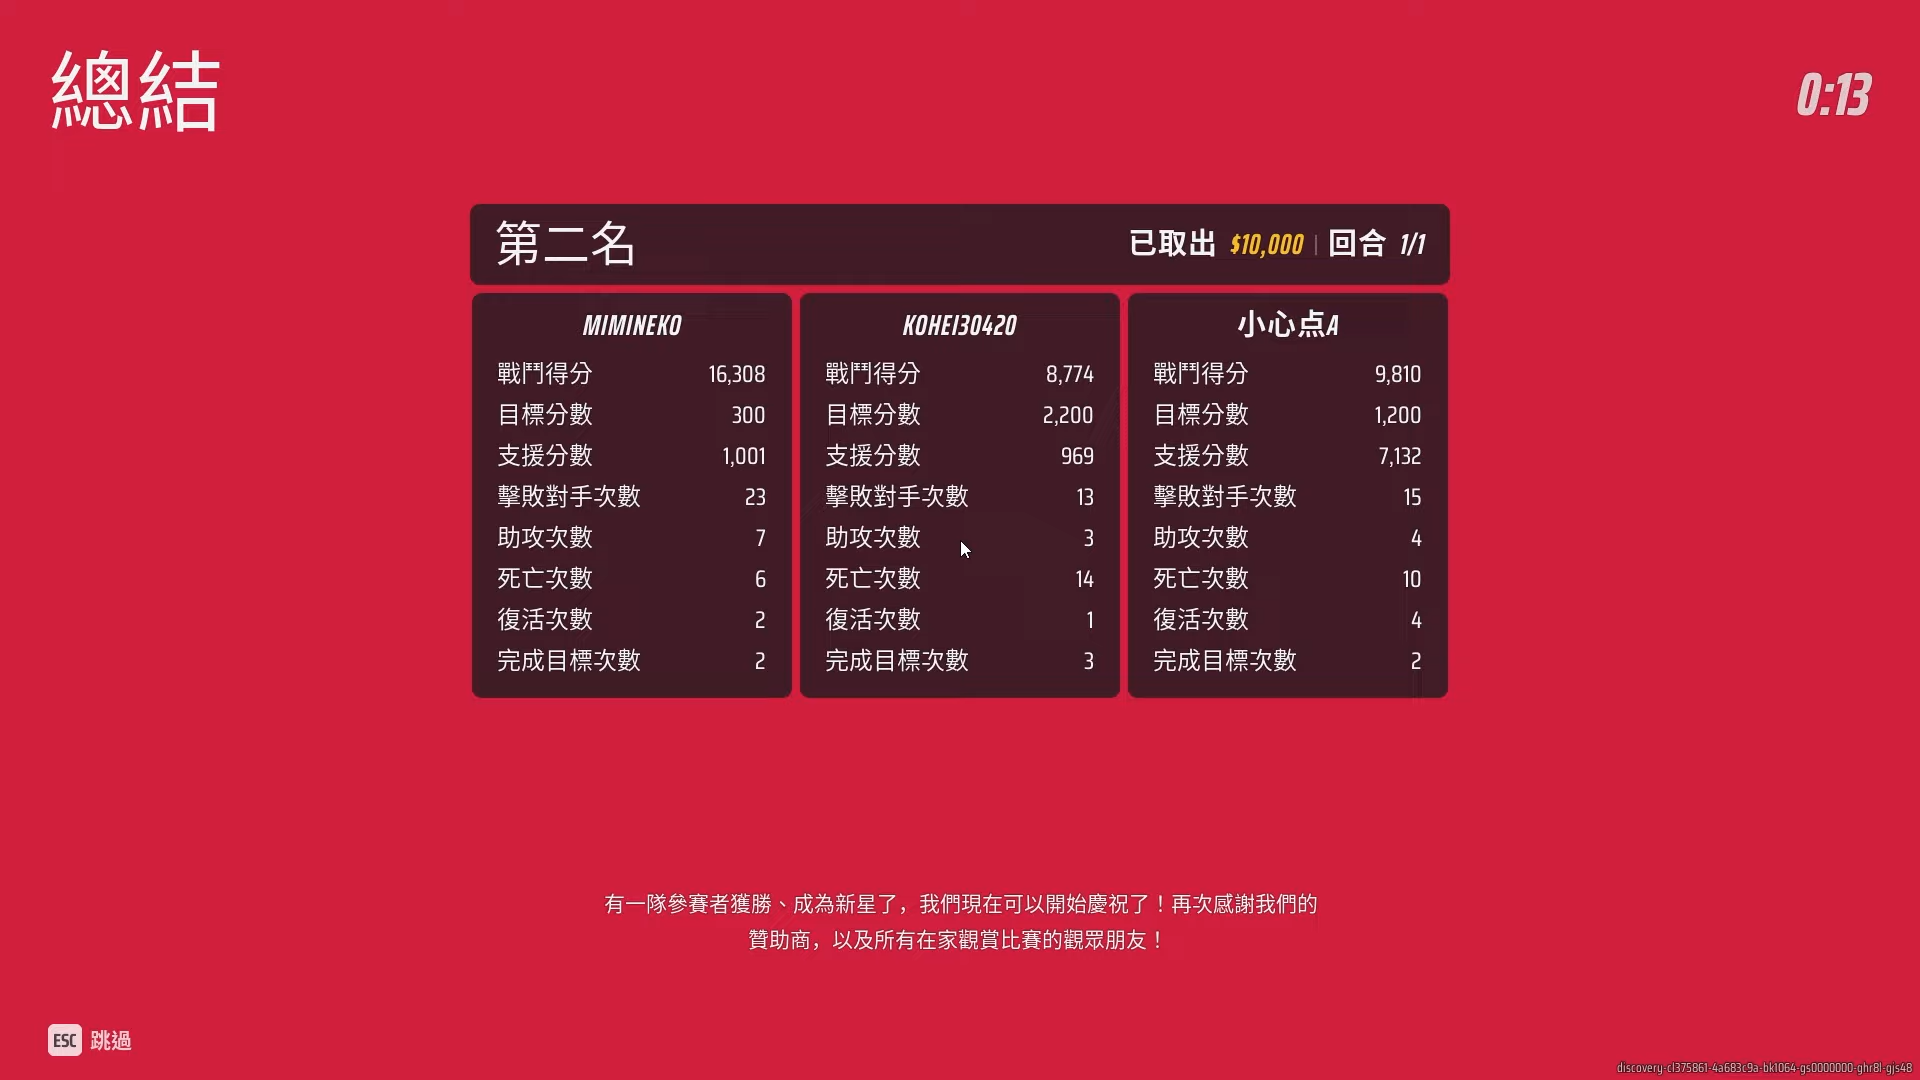 總結
0:13
第二名
已取出 $10,000 | 回合 1/1
MIMINEKO
戰鬥得分 16,308
目標分數 300
支援分數 1,001
擊敗對手次數 23
助攻次數 7
死亡次數 6
復活次數 2
完成目標次數 2
KOHEI30420
戰鬥得分 8,774
目標分數 2,200
支援分數 969
擊敗對手次數 13
助攻次數 3
死亡次數 14
復活次數 1
完成目標次數 3
小心点A
戰鬥得分 9,810
目標分數 1,200
支援分數 7,132
擊敗對手次數 15
助攻次數 4
死亡次數 10
復活次數 4
完成目標次數 2
有一隊參賽者獲勝、成為新星了，我們現在可以開始慶祝了！再次感謝我們的
贊助商，以及所有在家觀賞比賽的觀眾朋友！
ESC 跳過
discovery-cl375861-4a683c9a-bk1064-gs0000000-ghr8l-gjs48